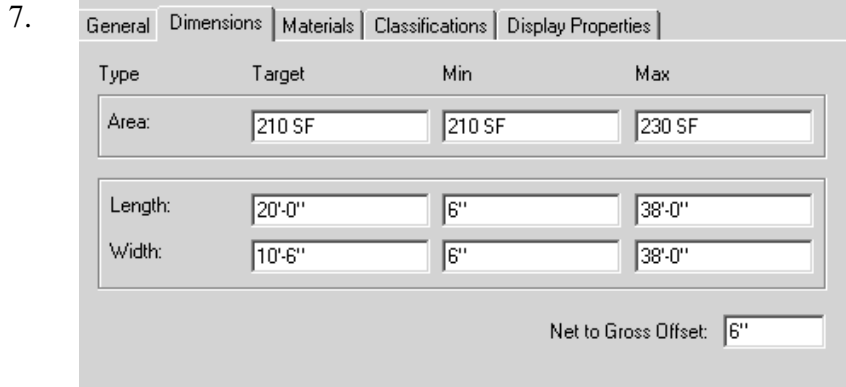 7.
General Dimensions Materials Classifications Display Properties
Type Target Min Max
Area: 210 SF 210 SF 230 SF
Length: 20'-0" 6" 38'-0"
Width: 10'-6" 6" 38'-0"
Net to Gross Offset: 6"